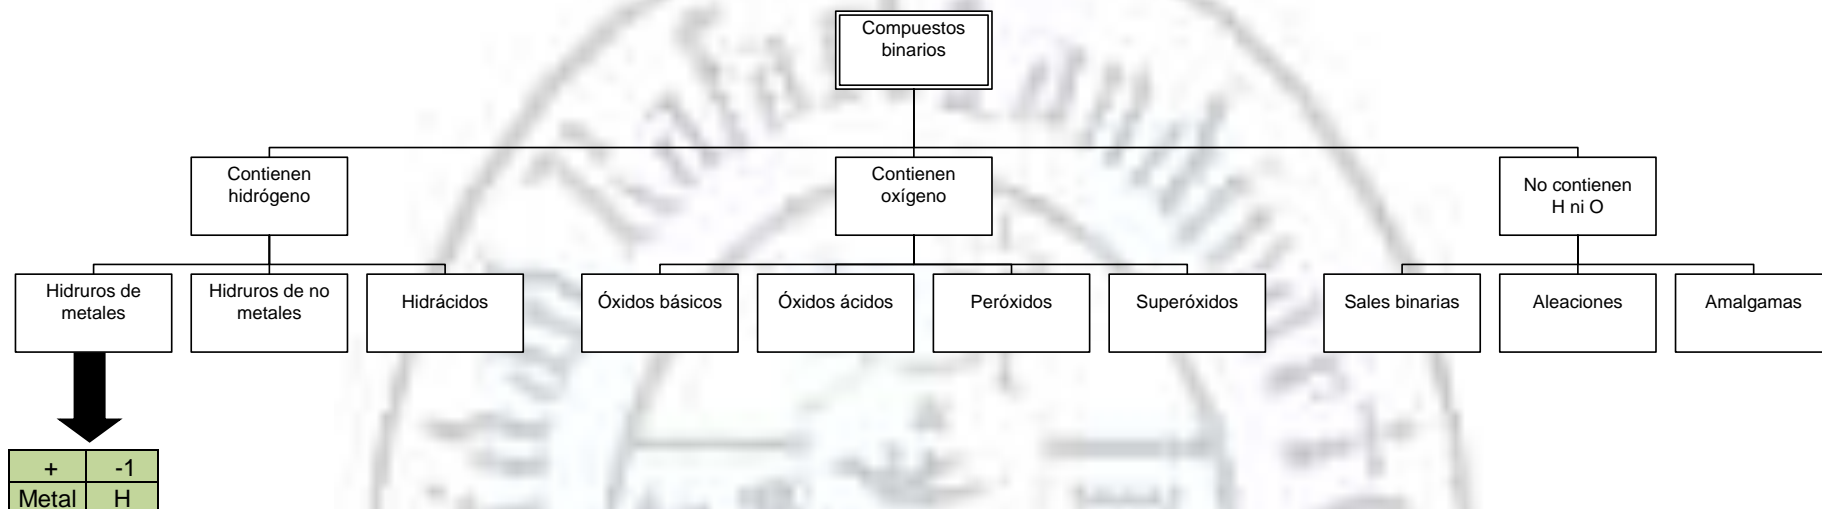 Compuestos
binarios
Contienen
hidrógeno
Contienen
oxígeno
No contienen
H ni O
Hidruros de
metales
Hidruros de no
metales
Hidrácidos
Óxidos básicos
Óxidos ácidos
Peróxidos
Superóxidos
Sales binarias
Aleaciones
Amalgamas
+ -1
Metal H